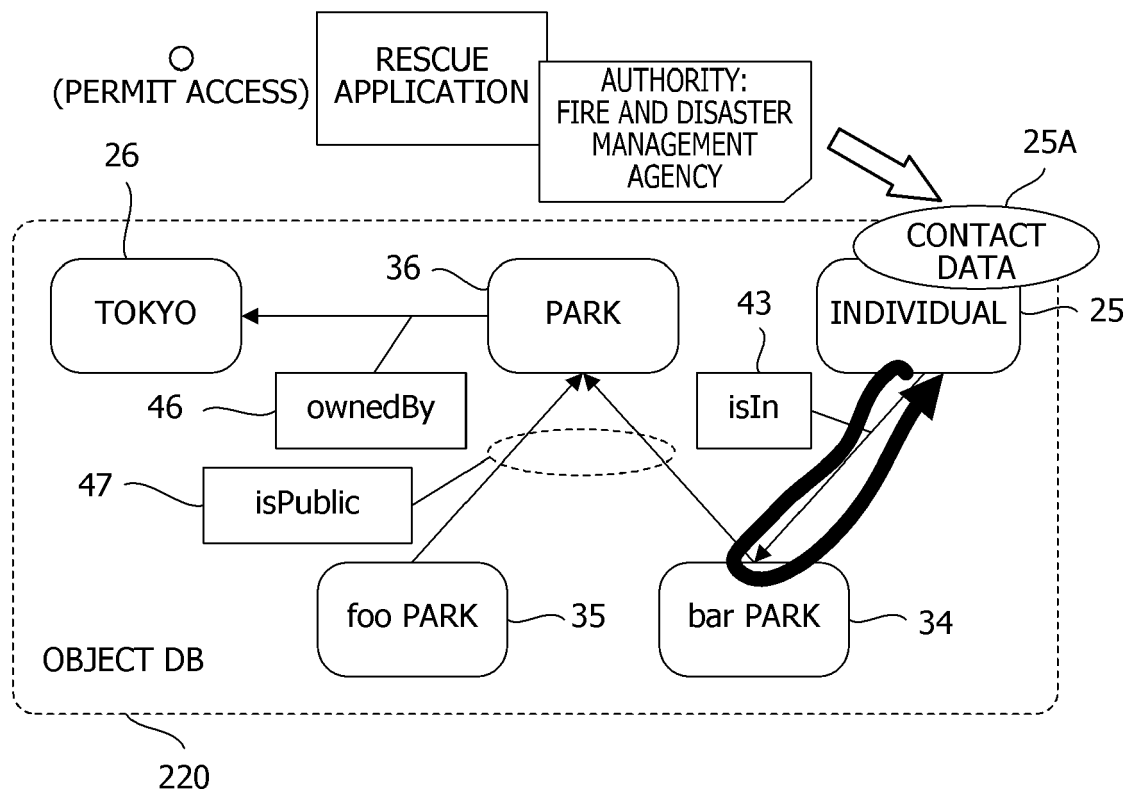 ○
(PERMIT ACCESS)
RESCUE
APPLICATION
AUTHORITY:
FIRE AND DISASTER
MANAGEMENT
AGENCY
25A
26
CONTACT
DATA
36
43
TOKYO
PARK
INDIVIDUAL
25
46
ownedBy
isIn
47
isPublic
foo PARK
35
bar PARK
34
OBJECT DB
220